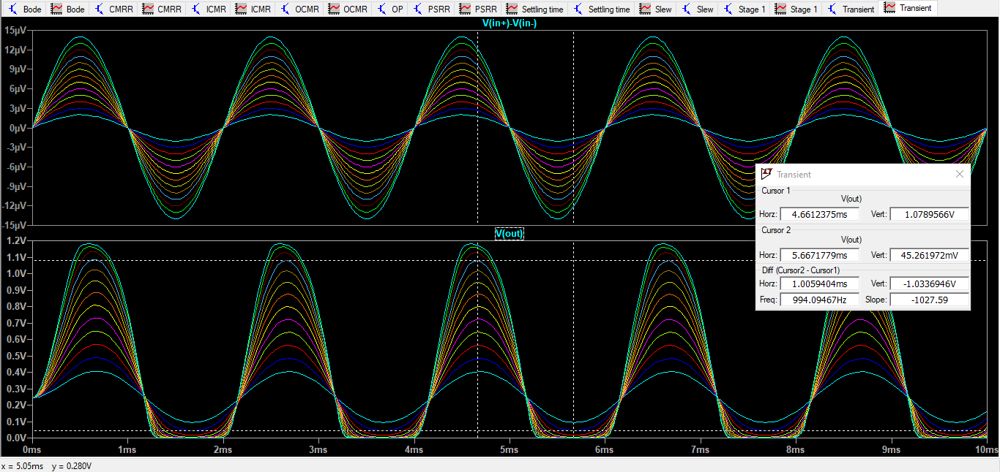 Bode Bode CMRR CMRR ICMR ICMR OCMR OCMR OP PSRR PSRR Settling time Settling time Slew Slew Stage 1 Stage 1 Transient Transient
V(in+)-V(in-)
15µV
12µV
9µV
6µV
3µV
0µV
-3µV
-6µV
-9µV
-12µV
-15µV
V(out)
1.2V
1.1V
1.0V
0.9V
0.8V
0.7V
0.6V
0.5V
0.4V
0.3V
0.2V
0.1V
0.0V
0ms 1ms 2ms 3ms 4ms 5ms 6ms 7ms 8ms 9ms 10ms
Transient
Cursor 1
V(out)
Horz: 4.6612375ms Vert: 1.0789566V
Cursor 2
V(out)
Horz: 5.6671779ms Vert: 45.261972mV
Diff (Cursor2 - Cursor1)
Horz: 1.0059404ms Vert: -1.0336946V
Freq: 994.09467Hz Slope: -1027.59
x = 5.05ms y = 0.280V